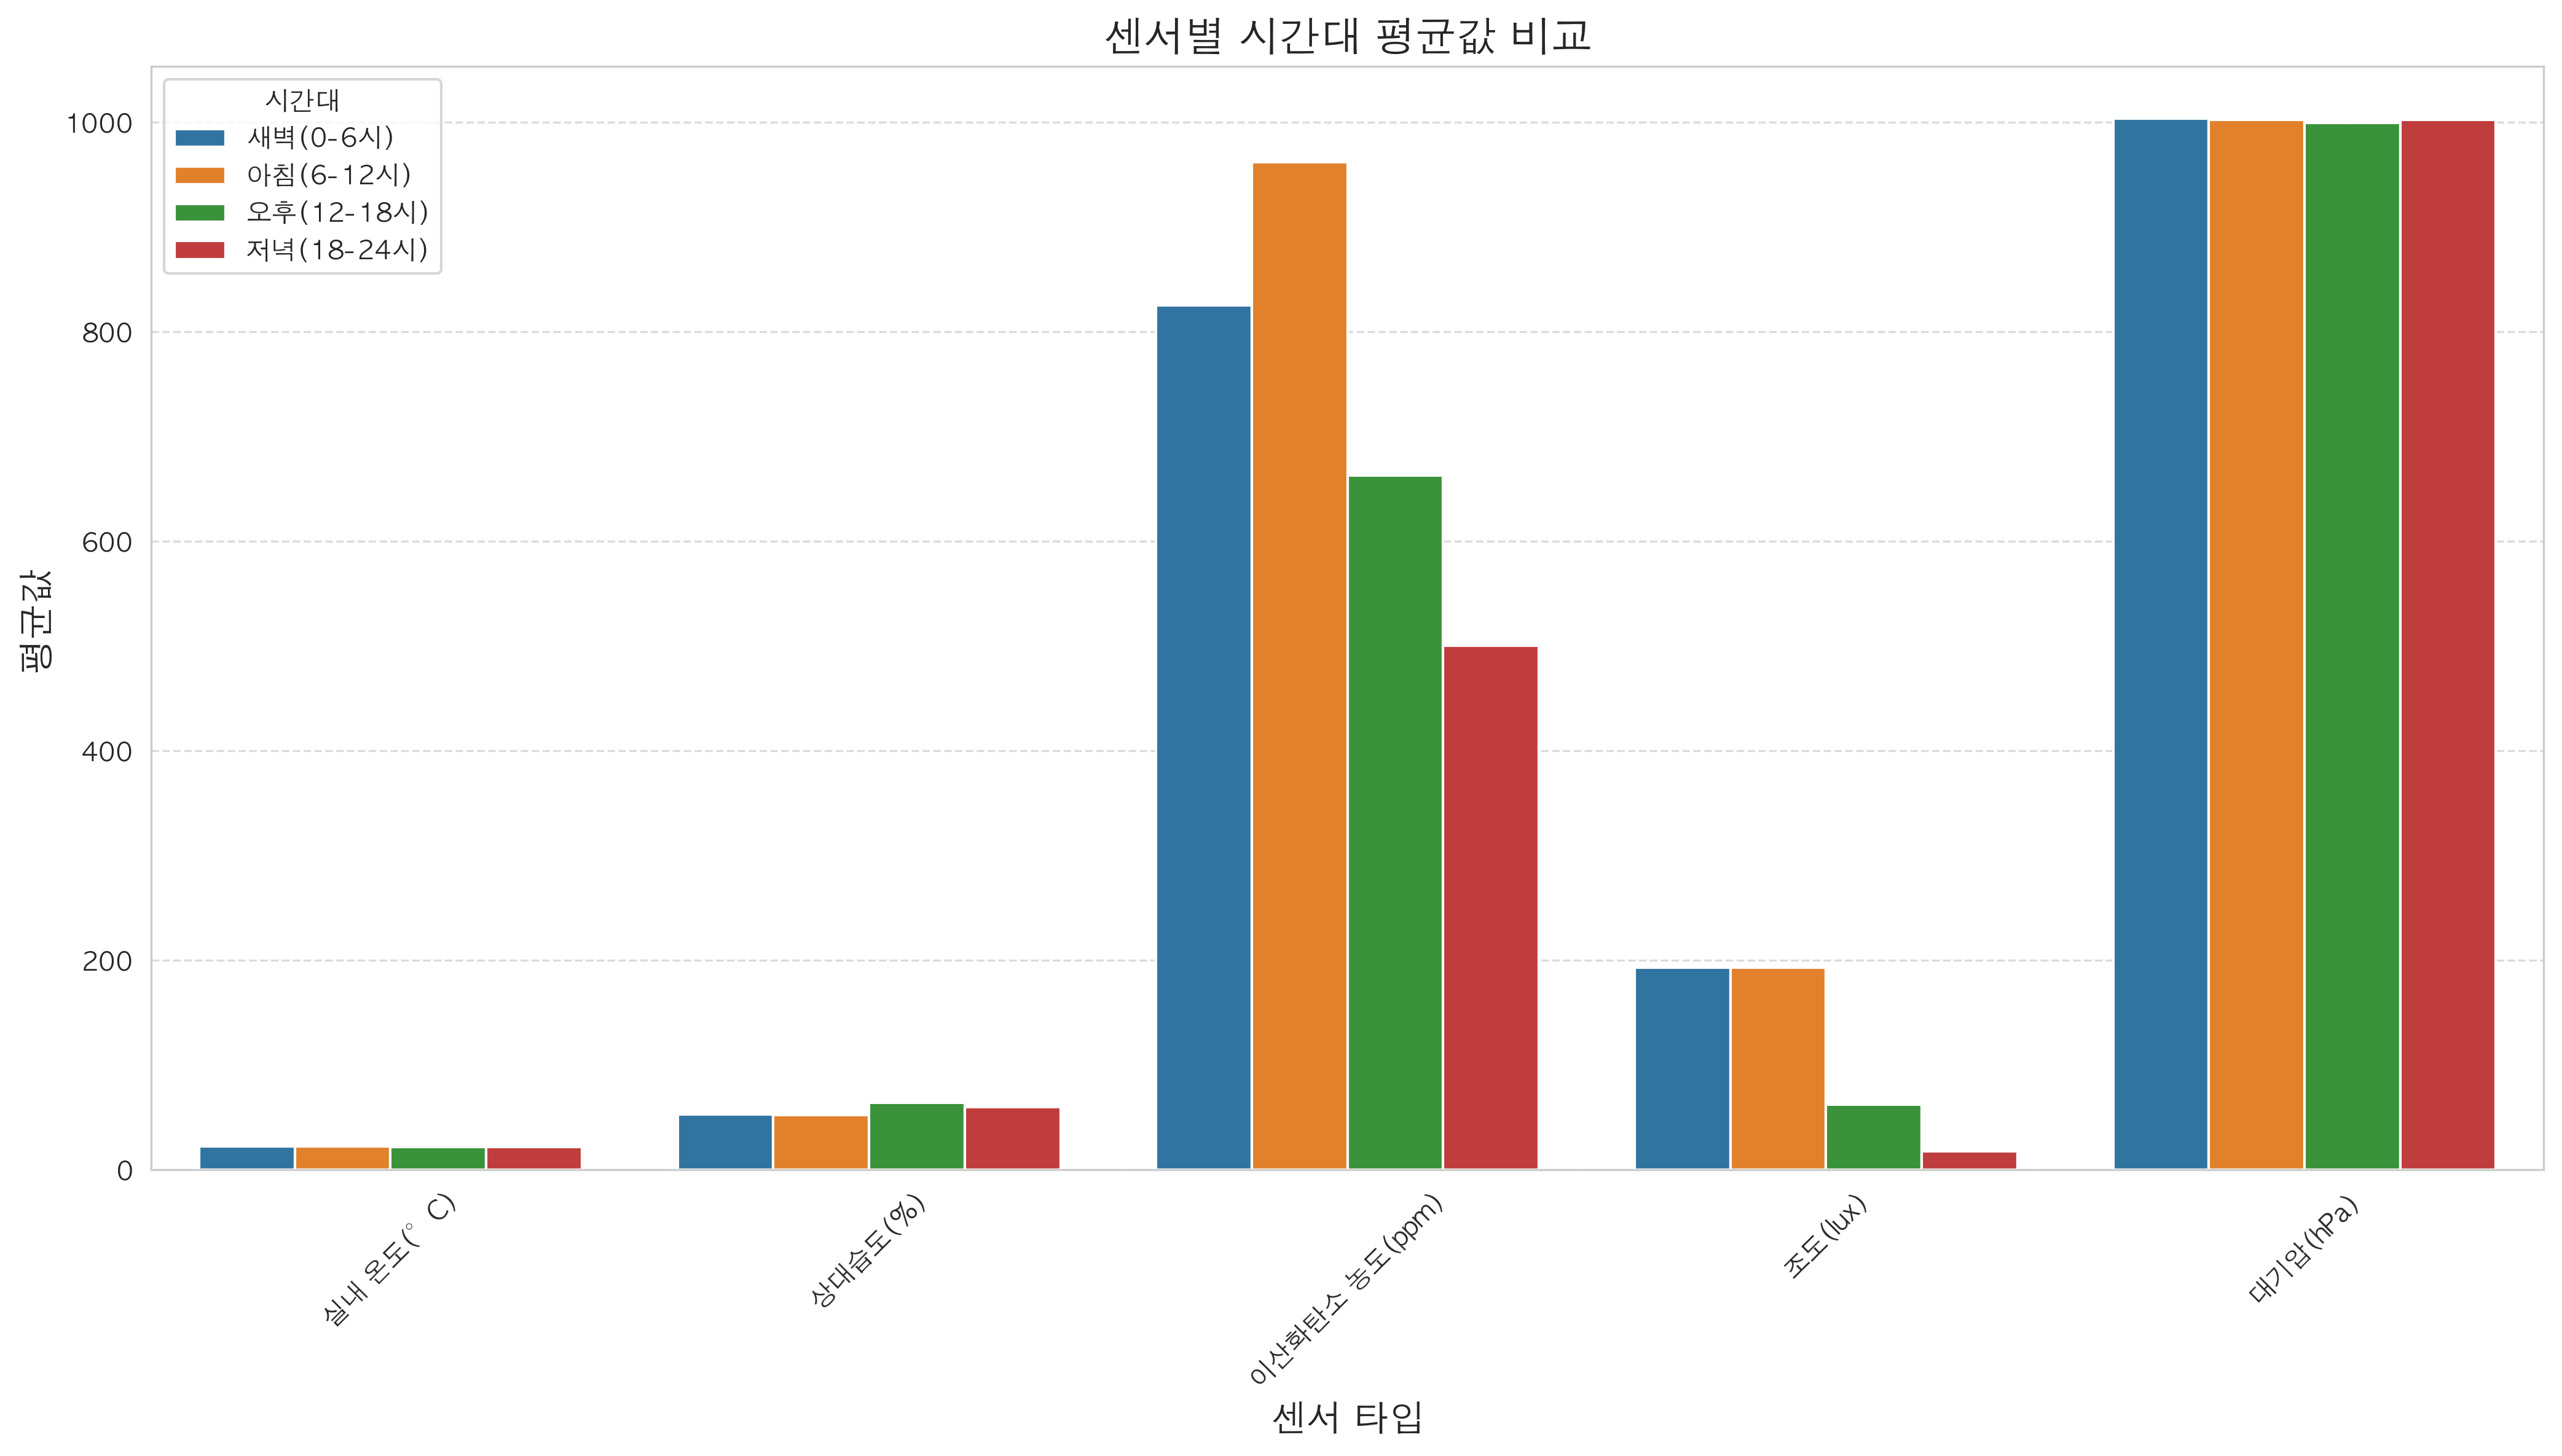 센서별 시간대 평균값 비교
시간대
새벽(0-6시)
아침(6-12시)
오후(12-18시)
저녁(18-24시)
평균값
1000
800
600
400
200
0
실내 온도(° C)
상대습도(%)
이산화탄소 농도(ppm)
조도(lux)
대기압(hPa)
센서 타입